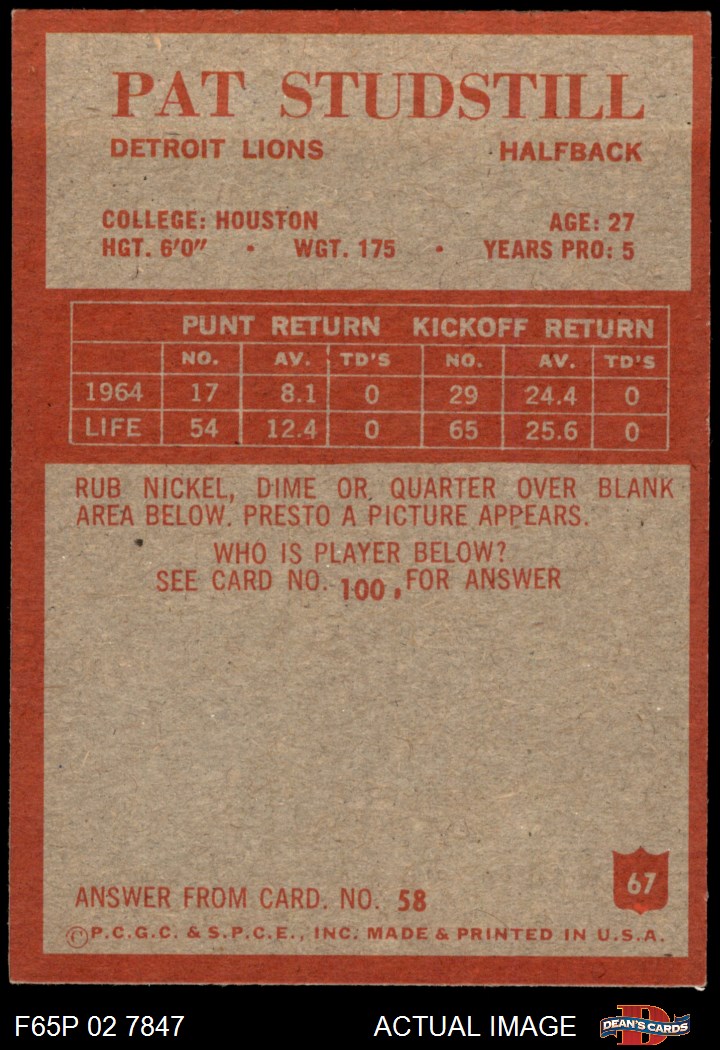 PAT STUDSTILL
DETROIT LIONS HALFBACK
COLLEGE: HOUSTON AGE: 27
HGT. 6'0" • WGT. 175 • YEARS PRO: 5
PUNT RETURN KICKOFF RETURN
NO. AV. TD'S NO. AV. TD'S
1964 17 8.1 0 29 24.4 0
LIFE 54 12.4 0 65 25.6 0
RUB NICKEL, DIME OR QUARTER OVER BLANK
AREA BELOW. PRESTO A PICTURE APPEARS.
WHO IS PLAYER BELOW?
SEE CARD NO. 100, FOR ANSWER
67
ANSWER FROM CARD. NO. 58
©P.C.G.C. & S.P.C.E., INC. MADE & PRINTED IN U.S.A.
F65P 02 7847 ACTUAL IMAGE D DEAN'S CARDS